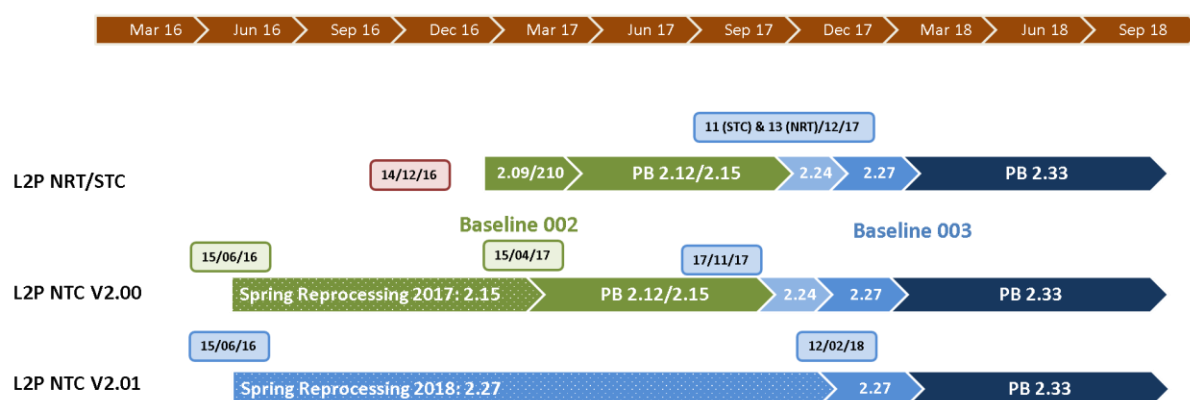 Mar 16 Jun 16 Sep 16 Dec 16 Mar 17 Jun 17 Sep 17 Dec 17 Mar 18 Jun 18 Sep 18
11 (STC) & 13 (NRT)/12/17
L2P NRT/STC 14/12/16 2.09/210 PB 2.12/2.15 2.24 2.27 PB 2.33
Baseline 002 Baseline 003
15/06/16 15/04/17 17/11/17
L2P NTC V2.00 Spring Reprocessing 2017: 2.15 PB 2.12/2.15 2.24 2.27 PB 2.33
15/06/16 12/02/18
L2P NTC V2.01 Spring Reprocessing 2018: 2.27 2.27 PB 2.33